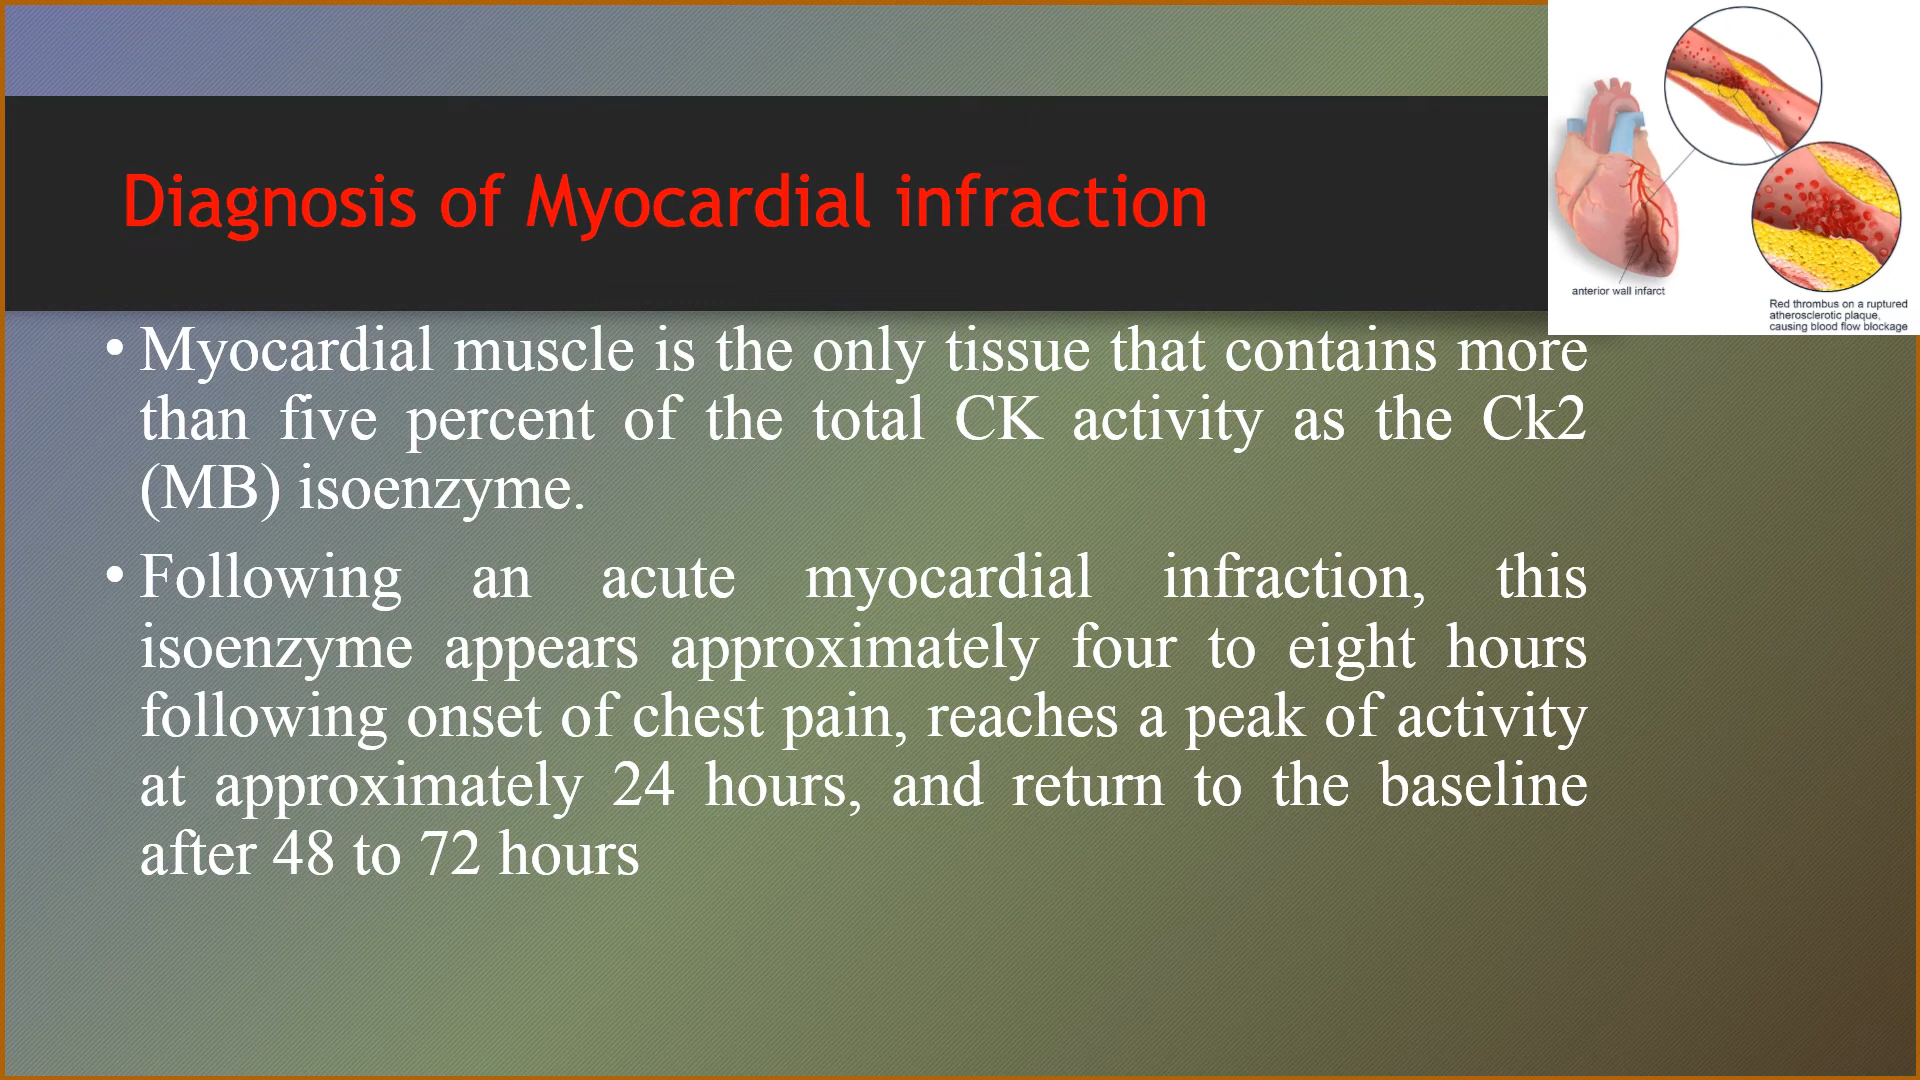 Diagnosis of Myocardial infraction
anterior wall infarct
Red thrombus on a ruptured
atherosclerotic plaque,
causing blood flow blockage
• Myocardial muscle is the only tissue that contains more
than five percent of the total CK activity as the Ck2
(MB) isoenzyme.
• Following an acute myocardial infraction, this
isoenzyme appears approximately four to eight hours
following onset of chest pain, reaches a peak of activity
at approximately 24 hours, and return to the baseline
after 48 to 72 hours